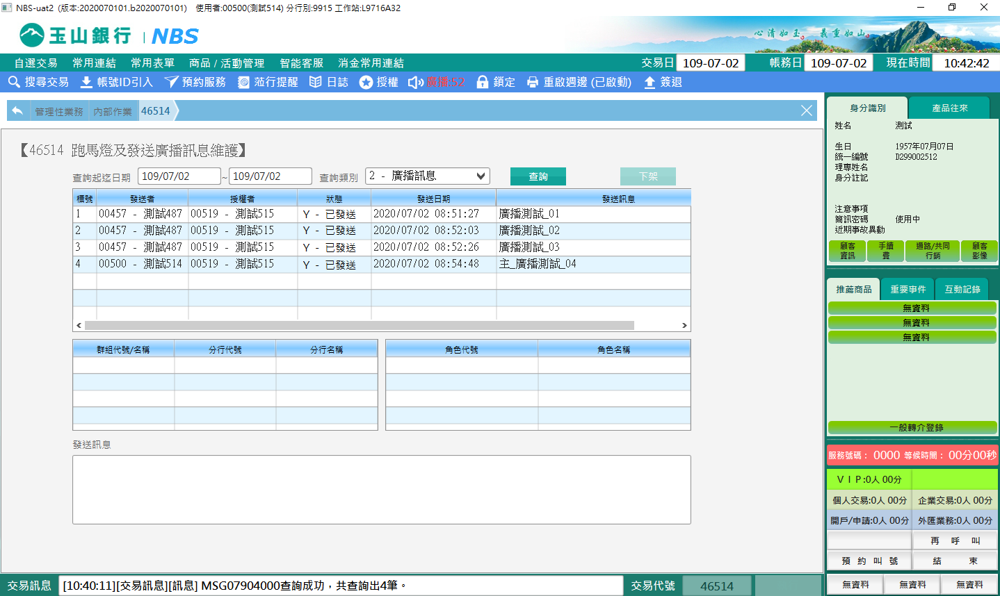 NBS-uat2 (版本:2020070101.b2020070101) 使用者:00500(測試514) 分行別:9915 工作站:L9716A32
玉山銀行 NBS
心清如玉。義重如山。
自選交易 常用連結 常用表單 商品 / 活動管理 智能客服 消金常用連結 交易日 109-07-02 帳務日 109-07-02 現在時間 10:42:42
搜尋交易 帳號ID引入 預約服務 蒞行提醒 日誌 授權 廣播:52 鎖定 重啟週邊 (已啟動) 簽退
管理性業務 內部作業 46514
【46514 跑馬燈及發送廣播訊息維護】
查詢起迄日期 109/07/02 ~ 109/07/02 查詢類別 2 - 廣播訊息 查詢 下架
標號 發送者 授權者 狀態 發送日期 發送訊息
1 00457 - 測試487 00519 - 測試515 Y - 已發送 2020/07/02 08:51:27 廣播測試_01
2 00457 - 測試487 00519 - 測試515 Y - 已發送 2020/07/02 08:52:03 廣播測試_02
3 00457 - 測試487 00519 - 測試515 Y - 已發送 2020/07/02 08:52:26 廣播測試_03
4 00500 - 測試514 00519 - 測試515 Y - 已發送 2020/07/02 08:54:48 主_廣播測試_04
群組代號/名稱 分行代號 分行名稱 角色代號 角色名稱
發送訊息
交易訊息 [10:40:11][交易訊息][訊息] MSG07904000查詢成功，共查詢出4筆。 交易代號 46514
身分識別 產品往來
姓名 測試
生日 1957年07月07日
統一編號 D299002512
理專姓名
身分註記
注意事項
簡訊密碼 使用中
近期事故異動
顧客資訊 手續費 通路/共同行銷 顧客影像
推薦商品 重要事件 互動記錄
無資料
無資料
無資料
一般轉介登錄
服務號碼： 0000 等候時間： 00分00秒
ＶＩＰ:0人 00分
個人交易:0人 00分 企業交易:0人 00分
開戶/申請:0人 00分 外匯業務:0人 00分
再 呼 叫
預 約 叫 號 結 束
無資料 無資料 無資料